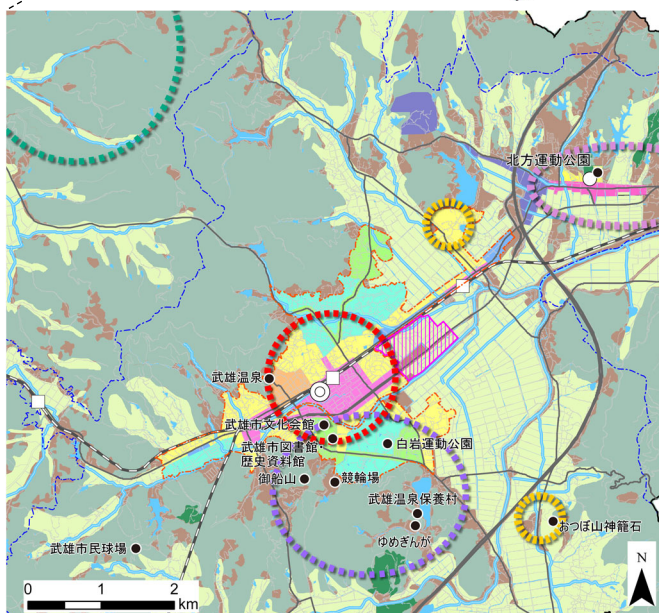 北方運動公園
武雄温泉
武雄市文化会館
武雄市図書館・
歴史資料館
白岩運動公園
御船山
競輪場
武雄温泉保養村
ゆめぎんが
おつぼ山神籠石
武雄市民球場
N
0 1 2
km